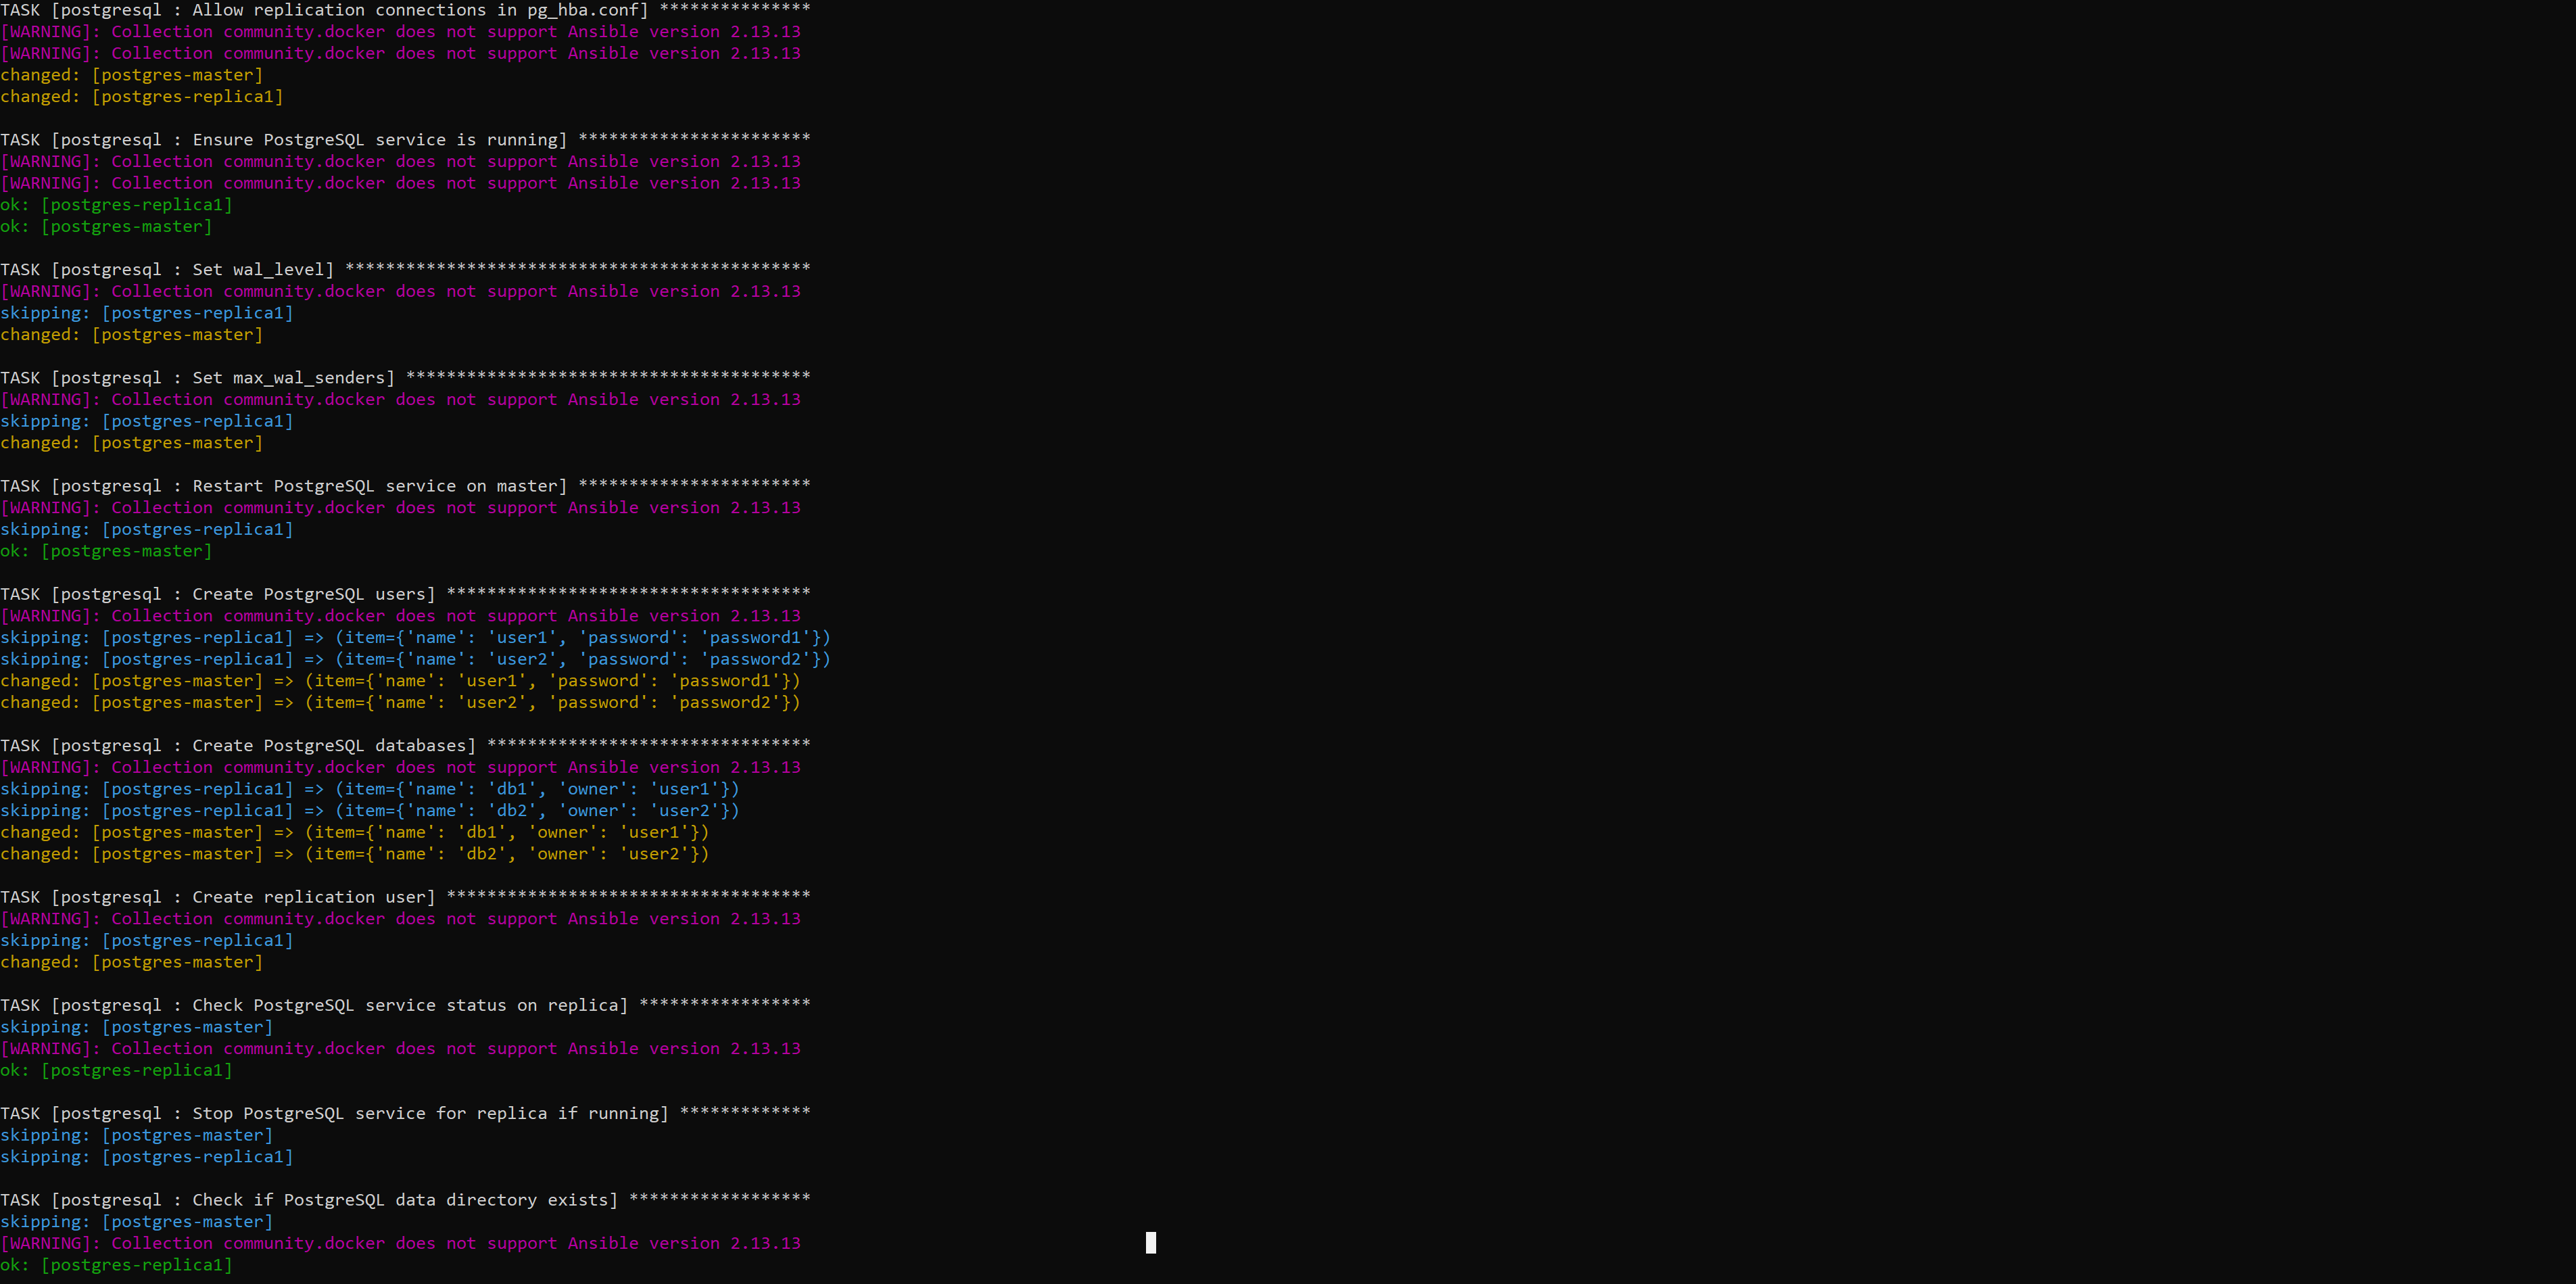 TASK [postgresql : Allow replication connections in pg_hba.conf] ***************
[WARNING]: Collection community.docker does not support Ansible version 2.13.13
[WARNING]: Collection community.docker does not support Ansible version 2.13.13
changed: [postgres-master]
changed: [postgres-replica1]
TASK [postgresql : Ensure PostgreSQL service is running] ***********************
[WARNING]: Collection community.docker does not support Ansible version 2.13.13
[WARNING]: Collection community.docker does not support Ansible version 2.13.13
ok: [postgres-replica1]
ok: [postgres-master]
TASK [postgresql : Set wal_level] **********************************************
[WARNING]: Collection community.docker does not support Ansible version 2.13.13
skipping: [postgres-replica1]
changed: [postgres-master]
TASK [postgresql : Set max_wal_senders] ****************************************
[WARNING]: Collection community.docker does not support Ansible version 2.13.13
skipping: [postgres-replica1]
changed: [postgres-master]
TASK [postgresql : Restart PostgreSQL service on master] ***********************
[WARNING]: Collection community.docker does not support Ansible version 2.13.13
skipping: [postgres-replica1]
ok: [postgres-master]
TASK [postgresql : Create PostgreSQL users] ************************************
[WARNING]: Collection community.docker does not support Ansible version 2.13.13
skipping: [postgres-replica1] => (item={'name': 'user1', 'password': 'password1'})
skipping: [postgres-replica1] => (item={'name': 'user2', 'password': 'password2'})
changed: [postgres-master] => (item={'name': 'user1', 'password': 'password1'})
changed: [postgres-master] => (item={'name': 'user2', 'password': 'password2'})
TASK [postgresql : Create PostgreSQL databases] ********************************
[WARNING]: Collection community.docker does not support Ansible version 2.13.13
skipping: [postgres-replica1] => (item={'name': 'db1', 'owner': 'user1'})
skipping: [postgres-replica1] => (item={'name': 'db2', 'owner': 'user2'})
changed: [postgres-master] => (item={'name': 'db1', 'owner': 'user1'})
changed: [postgres-master] => (item={'name': 'db2', 'owner': 'user2'})
TASK [postgresql : Create replication user] ************************************
[WARNING]: Collection community.docker does not support Ansible version 2.13.13
skipping: [postgres-replica1]
changed: [postgres-master]
TASK [postgresql : Check PostgreSQL service status on replica] *****************
skipping: [postgres-master]
[WARNING]: Collection community.docker does not support Ansible version 2.13.13
ok: [postgres-replica1]
TASK [postgresql : Stop PostgreSQL service for replica if running] *************
skipping: [postgres-master]
skipping: [postgres-replica1]
TASK [postgresql : Check if PostgreSQL data directory exists] ******************
skipping: [postgres-master]
[WARNING]: Collection community.docker does not support Ansible version 2.13.13
ok: [postgres-replica1]